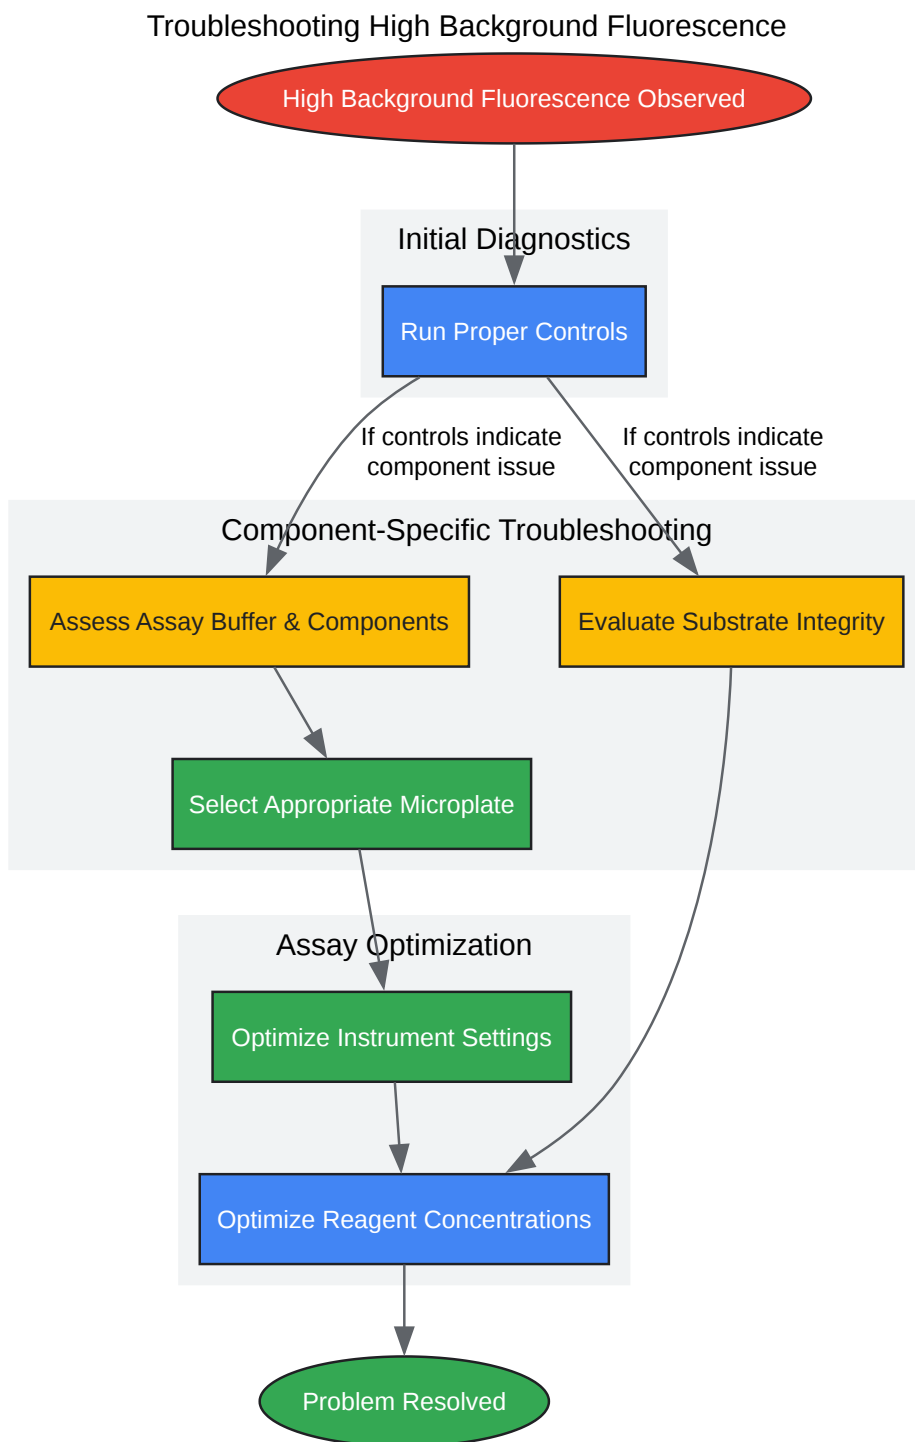 Troubleshooting High Background Fluorescence
High Background Fluorescence Observed
Initial Diagnostics
Run Proper Controls
If controls indicate
component issue
If controls indicate
component issue
Component-Specific Troubleshooting
Assess Assay Buffer & Components
Evaluate Substrate Integrity
Select Appropriate Microplate
Assay Optimization
Optimize Instrument Settings
Optimize Reagent Concentrations
Problem Resolved